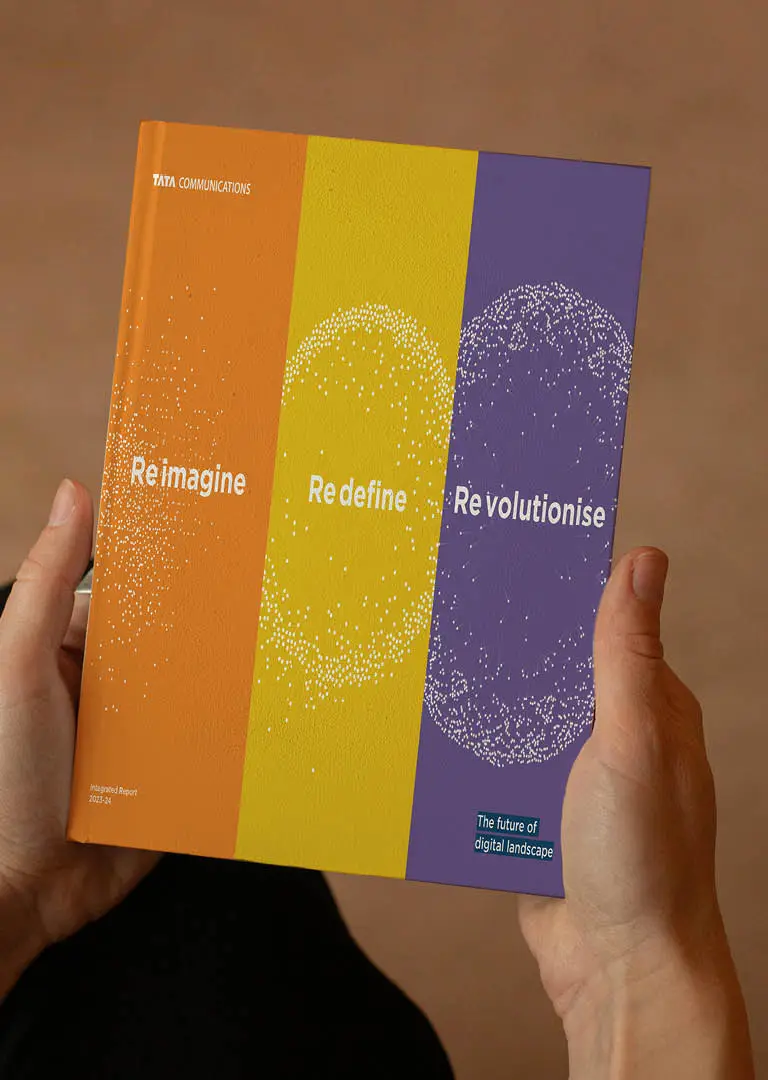 TATA COMMUNICATIONS
Re imagine
Re define
Re volutionise
Integrated Report
2023-24
The future of
digital landscape